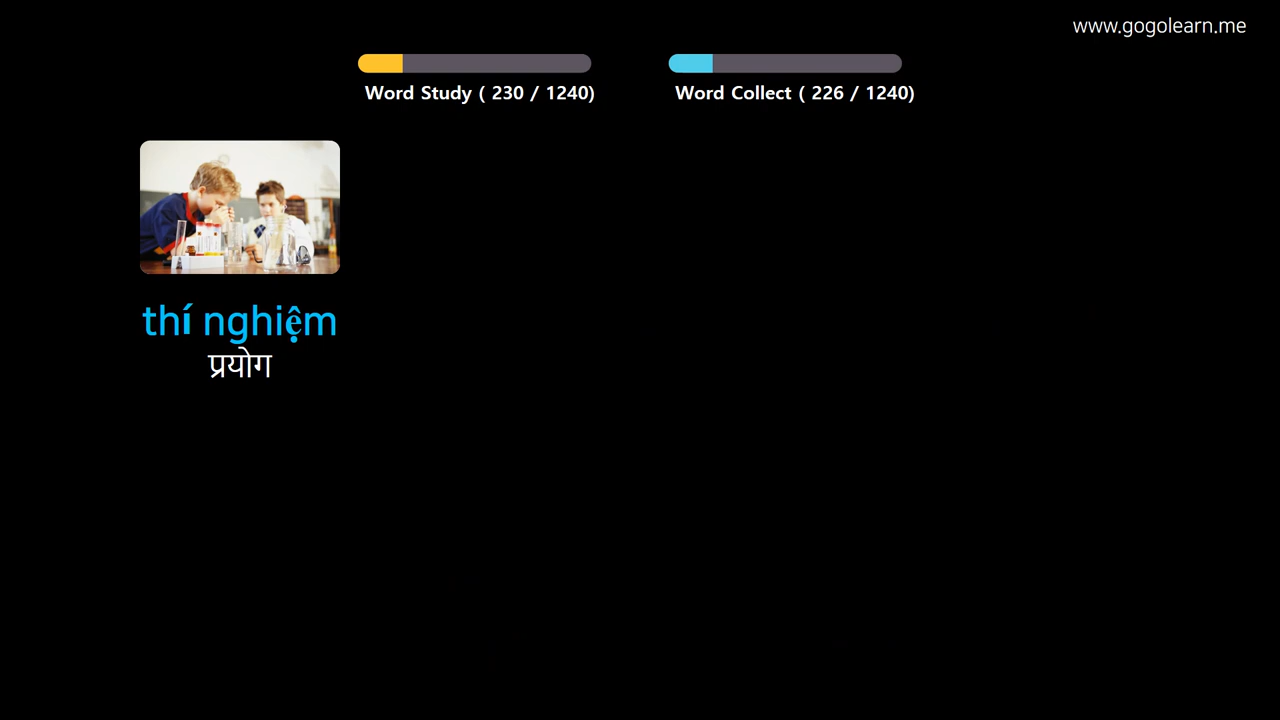 www.gogolearn.me
Word Study ( 230 / 1240)
Word Collect ( 226 / 1240)
thí nghiệm
प्रयोग